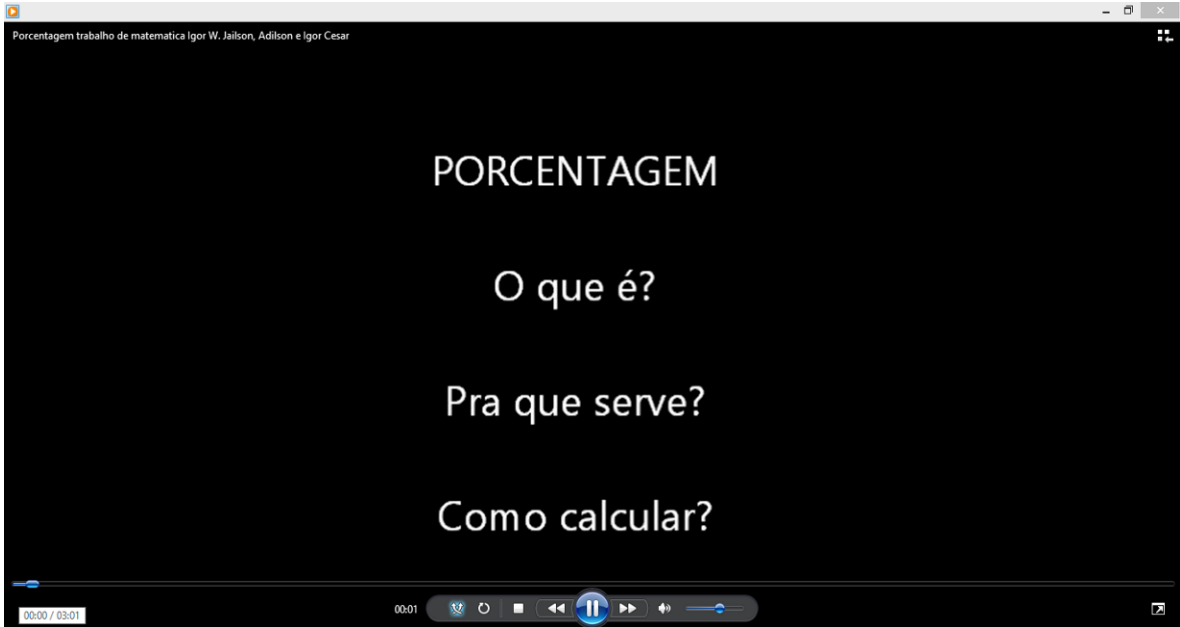 Porcentagem trabalho de matematica Igor W. Jailson, Adilson e Igor Cesar
PORCENTAGEM
O que é?
Pra que serve?
Como calcular?
00:01
00:00 / 03:01